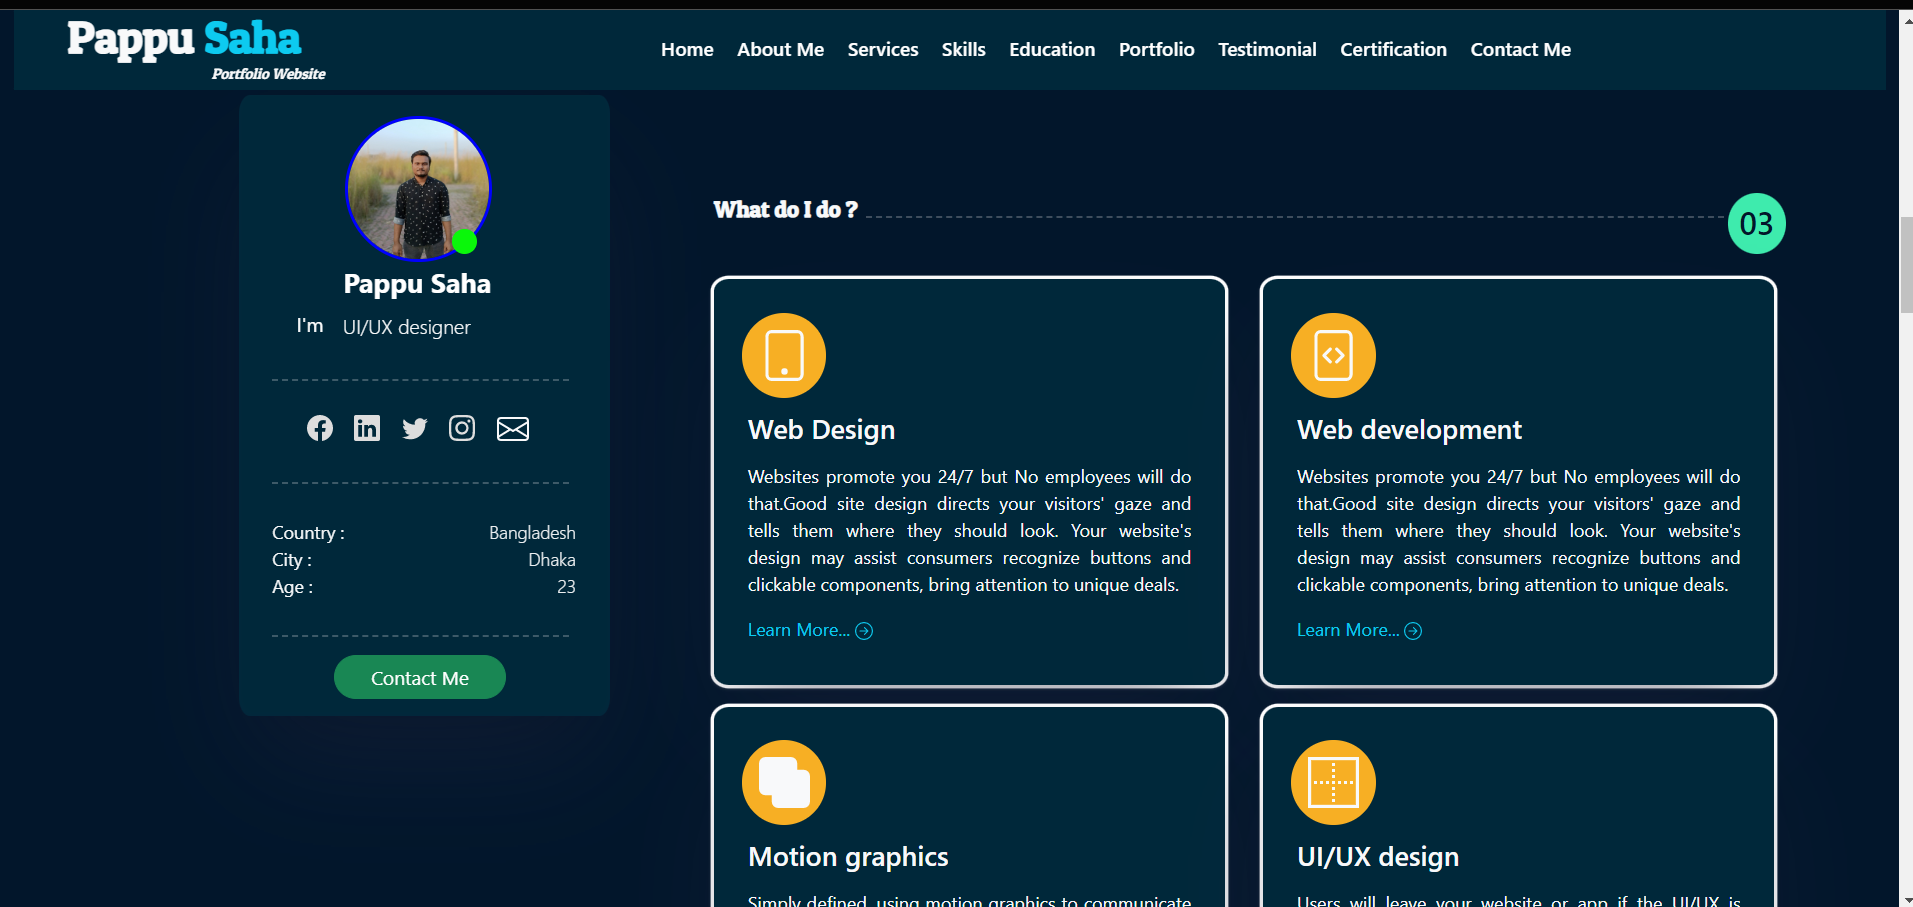 Pappu Saha
Portfolio Website
Home About Me Services Skills Education Portfolio Testimonial Certification Contact Me
Pappu Saha
I'm UI/UX designer
Country : Bangladesh
City : Dhaka
Age : 23
Contact Me
What do I do ?
03
Web Design
Websites promote you 24/7 but No employees will do
that.Good site design directs your visitors' gaze and
tells them where they should look. Your website's
design may assist consumers recognize buttons and
clickable components, bring attention to unique deals.
Learn More...
Web development
Websites promote you 24/7 but No employees will do
that.Good site design directs your visitors' gaze and
tells them where they should look. Your website's
design may assist consumers recognize buttons and
clickable components, bring attention to unique deals.
Learn More...
Motion graphics
Simply defined, using motion graphics to communicate
UI/UX design
Users will leave your website or app if the UI/UX is